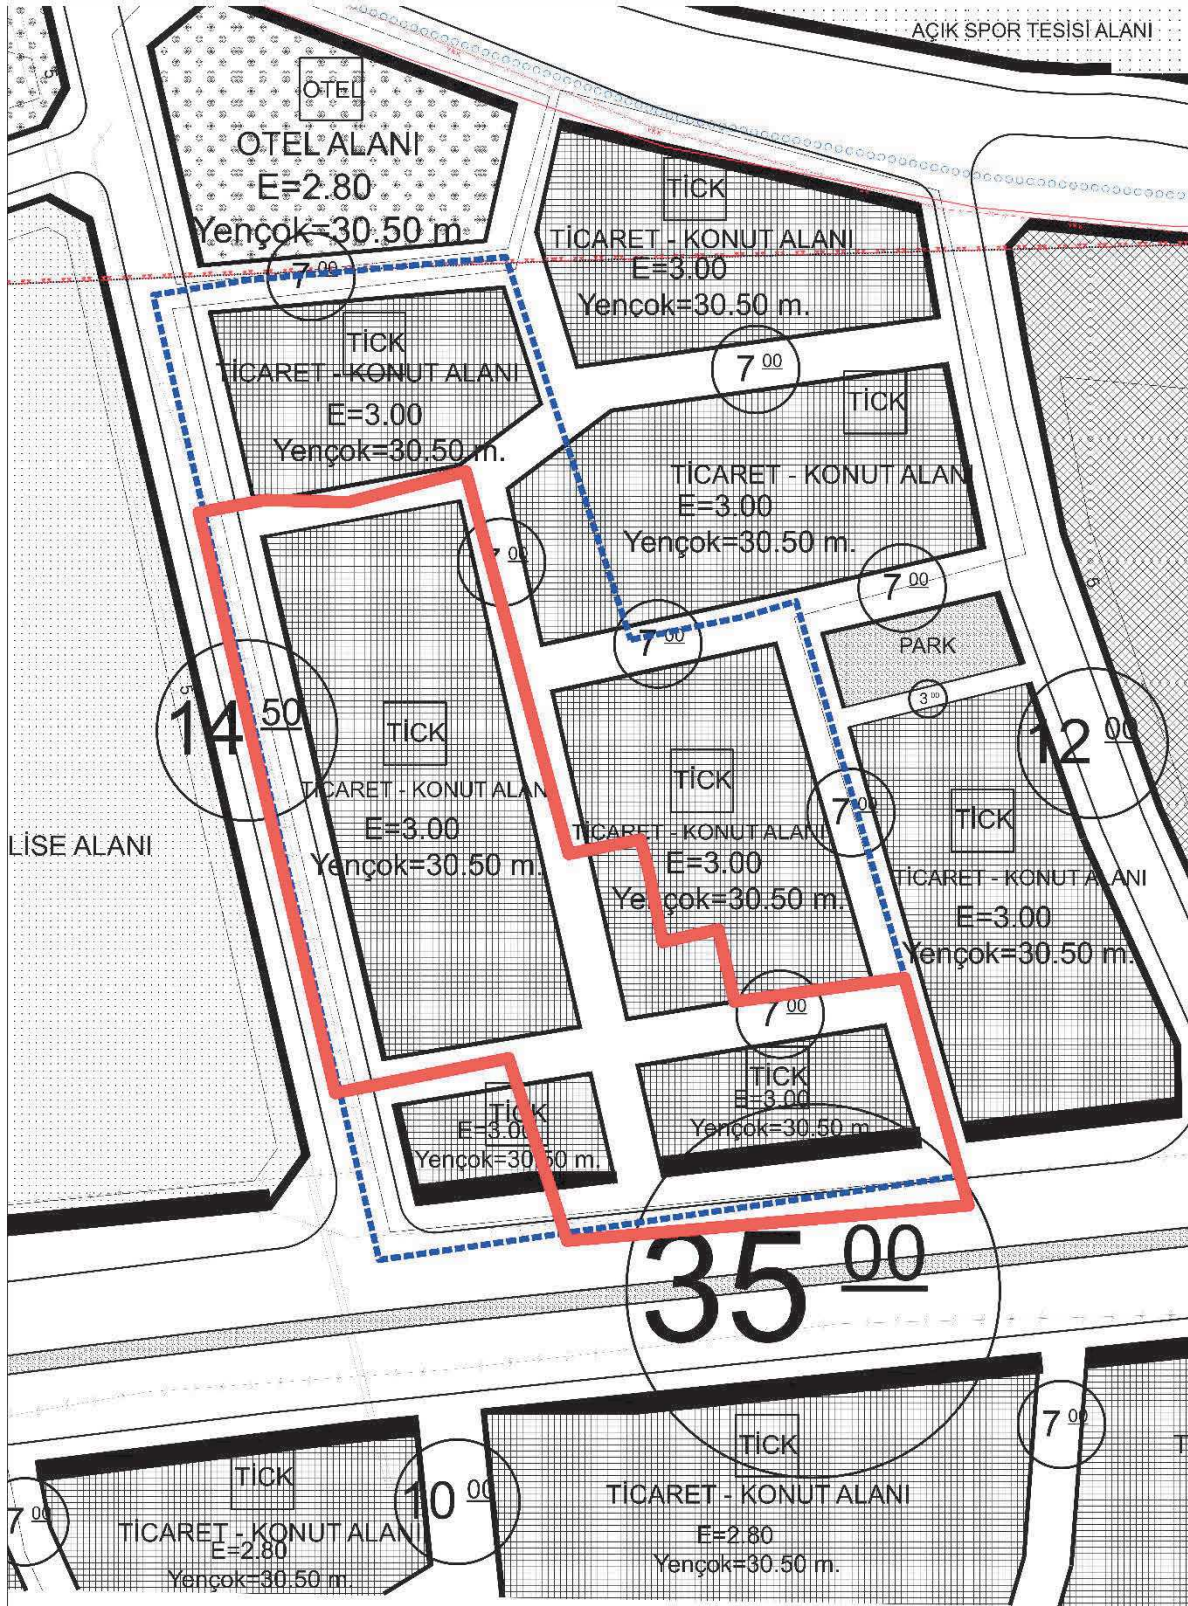 AÇIK SPOR TESİSİ ALANI
5
OTEL
OTEL ALANI
E=2.80
Yençok=30.50 m.
TİCK
TİCARET - KONUT ALANI
E=3.00
Yençok=30.50 m.
7 00
TİCK
TİCARET - KONUT ALANI
E=3.00
Yençok=30.50 m.
7 00
TİCK
TİCARET - KONUT ALANI
E=3.00
Yençok=30.50 m.
7 00
7 00
7 00
5
PARK
3 00
5
14 50
12 00
TİCK
TİCARET - KONUT ALANI
E=3.00
Yençok=30.50 m.
TİCK
TİCARET - KONUT ALANI
E=3.00
Yençok=30.50 m.
7 00
TİCK
TİCARET - KONUT ALANI
E=3.00
Yençok=30.50 m.
LİSE ALANI
7 00
TİCK
E=3.00
Yençok=30.50 m.
TİCK
E=3.00
Yençok=30.50 m.
35 00
7 00
TİCK
TİCARET - KONUT ALANI
E=2.80
Yençok=30.50 m.
10 00
TİCK
TİCARET - KONUT ALANI
E=2.80
Yençok=30.50 m.
7 00
T